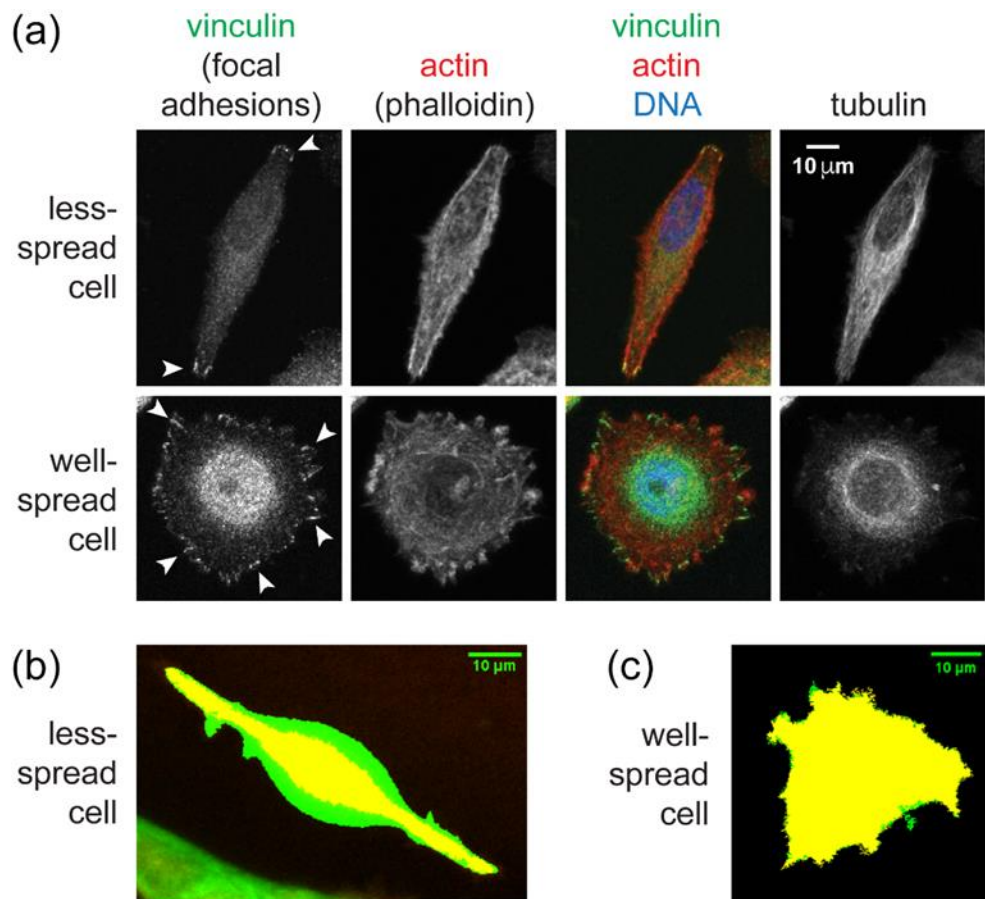 (a)
vinculin
(focal
adhesions)
actin
(phalloidin)
vinculin
actin
DNA
tubulin
less-
spread
cell
10 μm
well-
spread
cell
(b)
less-
spread
cell
10 μm
(c)
well-
spread
cell
10 μm